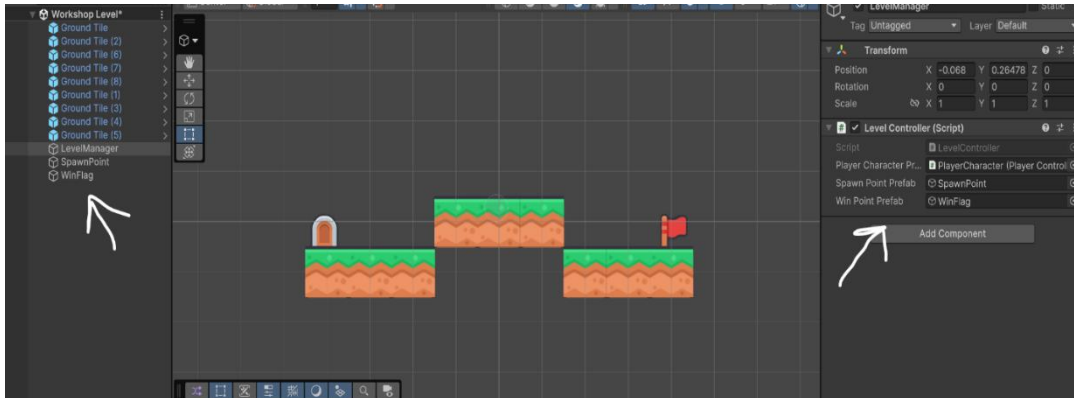 Workshop Level*
Ground Tile
Ground Tile (2)
Ground Tile (6)
Ground Tile (7)
Ground Tile (8)
Ground Tile (1)
Ground Tile (3)
Ground Tile (4)
Ground Tile (5)
LevelManager
SpawnPoint
WinFlag
LevelManager
Static
Tag Untagged Layer Default
Transform
Position X -0.068 Y 0.26478 Z 0
Rotation X 0 Y 0 Z 0
Scale X 1 Y 1 Z 1
Level Controller (Script)
Script LevelController
Player Character Pr... PlayerCharacter (Player Control
Spawn Point Prefab SpawnPoint
Win Point Prefab WinFlag
Add Component